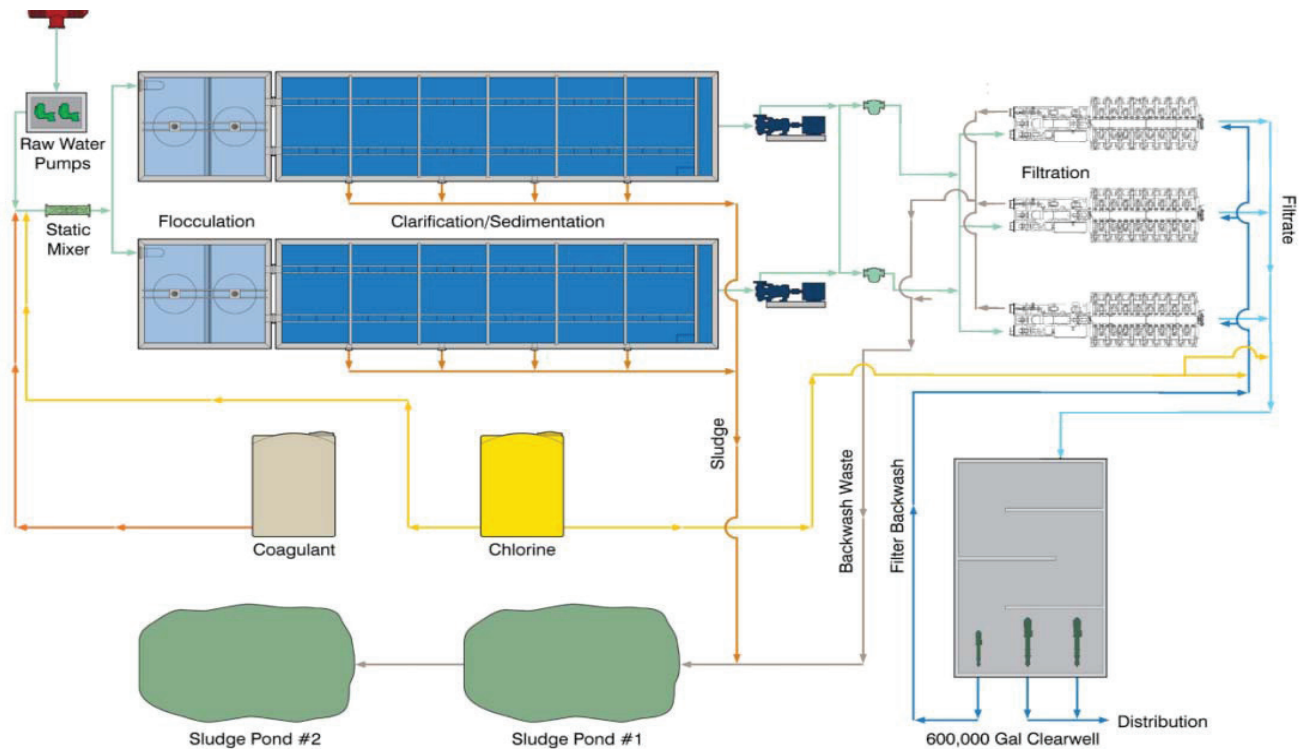 Raw Water
Pumps
Static
Mixer
Flocculation
Clarification/Sedimentation
Filtration
Filtrate
Coagulant
Chlorine
Sludge
Backwash Waste
Filter Backwash
Sludge Pond #2
Sludge Pond #1
600,000 Gal Clearwell
Distribution